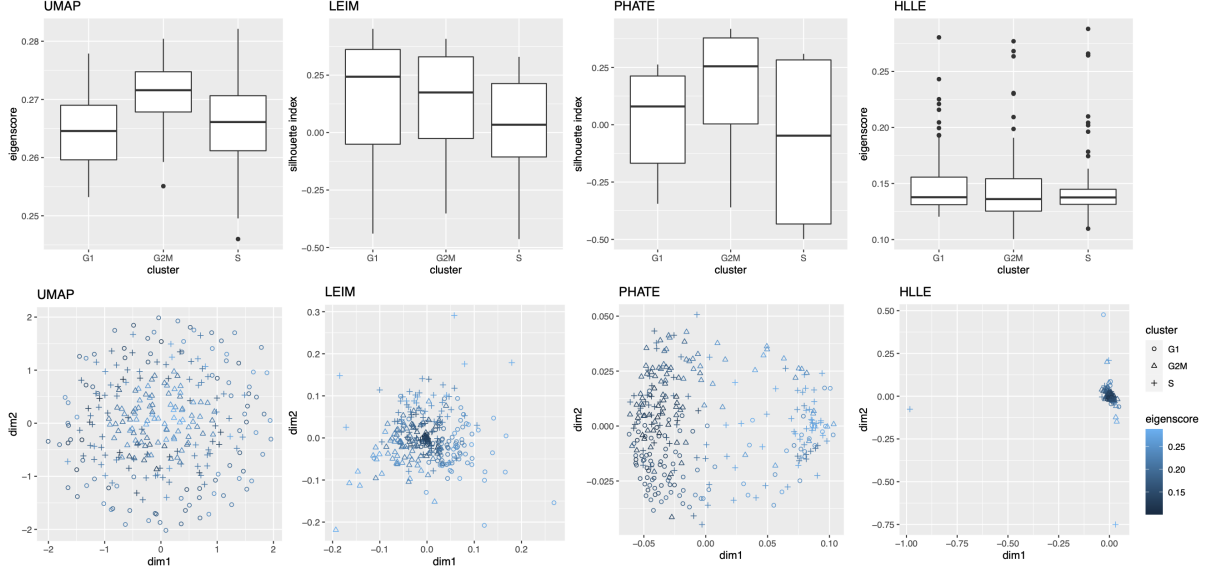 UMAP
eigenscore
0.28
0.27
0.26
0.25
G1 G2M S
cluster
LEIM
silhouette index
0.25
0.00
−0.25
−0.50
G1 G2M S
cluster
PHATE
silhouette index
0.25
0.00
−0.25
−0.50
G1 G2M S
cluster
HLLE
eigenscore
0.25
0.20
0.15
0.10
G1 G2M S
cluster
UMAP
dim2
2
1
0
−1
−2
−2 −1 0 1 2
dim1
LEIM
dim2
0.3
0.2
0.1
0.0
−0.1
−0.2
−0.2 −0.1 0.0 0.1 0.2
dim1
PHATE
dim2
0.050
0.025
0.000
−0.025
−0.05 0.00 0.05 0.10
dim1
HLLE
dim2
0.50
0.25
0.00
−0.25
−0.50
−0.75
−1.00 −0.75 −0.50 −0.25 0.00
dim1
cluster
G1
G2M
S
eigenscore
0.25
0.20
0.15